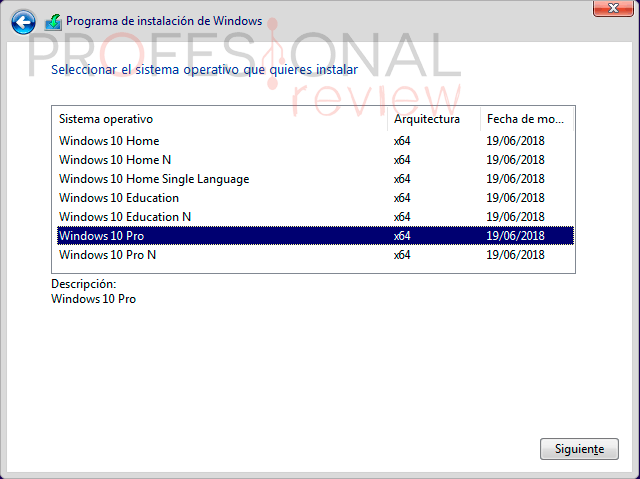 Programa de instalación de Windows
PROFESIONAL
review
Seleccionar el sistema operativo que quieres instalar
Sistema operativo Arquitectura Fecha de mo...
Windows 10 Home x64 19/06/2018
Windows 10 Home N x64 19/06/2018
Windows 10 Home Single Language x64 19/06/2018
Windows 10 Education x64 19/06/2018
Windows 10 Education N x64 19/06/2018
Windows 10 Pro x64 19/06/2018
Windows 10 Pro N x64 19/06/2018
Descripción:
Windows 10 Pro
Siguiente